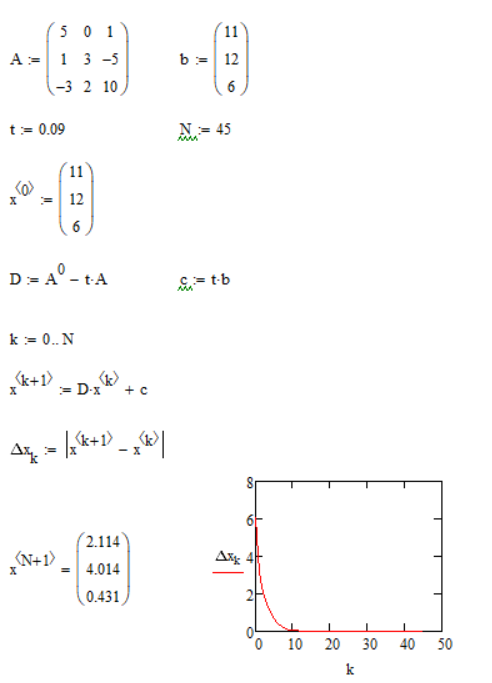 A := ( 5 0 1 ) b := ( 11 )
( 1 3 −5 ) ( 12 )
( −3 2 10 ) ( 6 )
t := 0.09 N := 45
x^⟨0⟩ := ( 11 )
( 12 )
( 6 )
D := A^0 − t·A c := t·b
k := 0.. N
x^⟨k+1⟩ := D·x^⟨k⟩ + c
Δx_k := |x^⟨k+1⟩ − x^⟨k⟩|
x^⟨N+1⟩ = ( 2.114 )
( 4.014 )
( 0.431 )
8
6
Δx_k 4
2
0
0 10 20 30 40 50
k